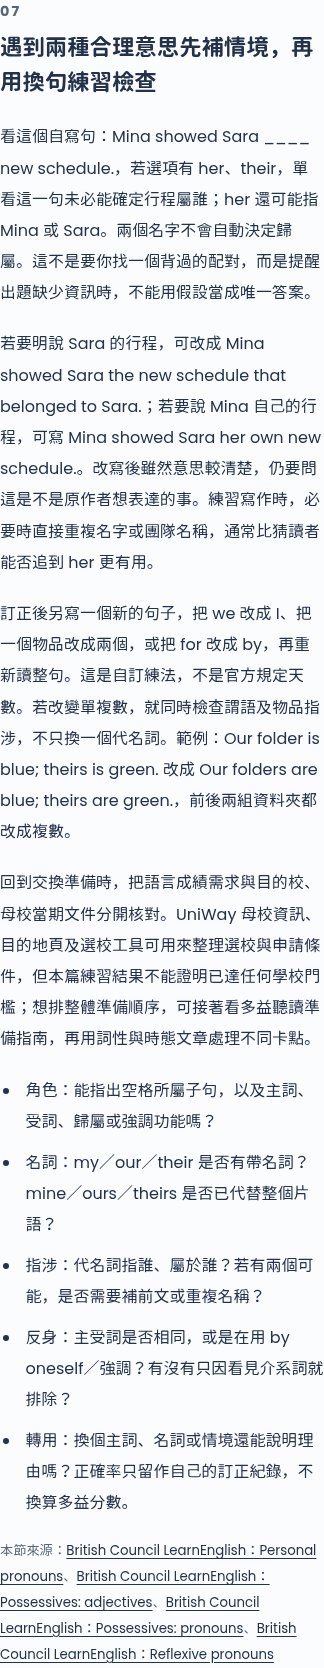 07
遇到兩種合理意思先補情境，再
用換句練習檢查
看這個自寫句：Mina showed Sara ____
new schedule.，若選項有 her、their，單
看這一句未必能確定行程屬誰；her 還可能指
Mina 或 Sara。兩個名字不會自動決定歸
屬。這不是要你找一個背過的配對，而是提醒
出題缺少資訊時，不能用假設當成唯一答案。
若要明說 Sara 的行程，可改成 Mina
showed Sara the new schedule that
belonged to Sara.；若要說 Mina 自己的行
程，可寫 Mina showed Sara her own new
schedule.。改寫後雖然意思較清楚，仍要問
這是不是原作者想表達的事。練習寫作時，必
要時直接重複名字或團隊名稱，通常比猜讀者
能否追到 her 更有用。
訂正後另寫一個新的句子，把 we 改成 I、把
一個物品改成兩個，或把 for 改成 by，再重
新讀整句。這是自訂練法，不是官方規定天
數。若改變單複數，就同時檢查謂語及物品指
涉，不只換一個代名詞。範例：Our folder is
blue; theirs is green. 改成 Our folders are
blue; theirs are green.，前後兩組資料夾都
改成複數。
回到交換準備時，把語言成績需求與目的校、
母校當期文件分開核對。UniWay 母校資訊、
目的地頁及選校工具可用來整理選校與申請條
件，但本篇練習結果不能證明已達任何學校門
檻；想排整體準備順序，可接著看多益聽讀準
備指南，再用詞性與時態文章處理不同卡點。
• 角色：能指出空格所屬子句，以及主詞、
受詞、歸屬或強調功能嗎？
• 名詞：my／our／their 是否有帶名詞？
mine／ours／theirs 是否已代替整個片
語？
• 指涉：代名詞指誰、屬於誰？若有兩個可
能，是否需要補前文或重複名稱？
• 反身：主受詞是否相同，或是在用 by
oneself／強調？有沒有只因看見介系詞就
排除？
• 轉用：換個主詞、名詞或情境還能說明理
由嗎？正確率只留作自己的訂正紀錄，不
換算多益分數。
本節來源：British Council LearnEnglish：Personal
pronouns、British Council LearnEnglish：
Possessives: adjectives、British Council
LearnEnglish：Possessives: pronouns、British
Council LearnEnglish：Reflexive pronouns